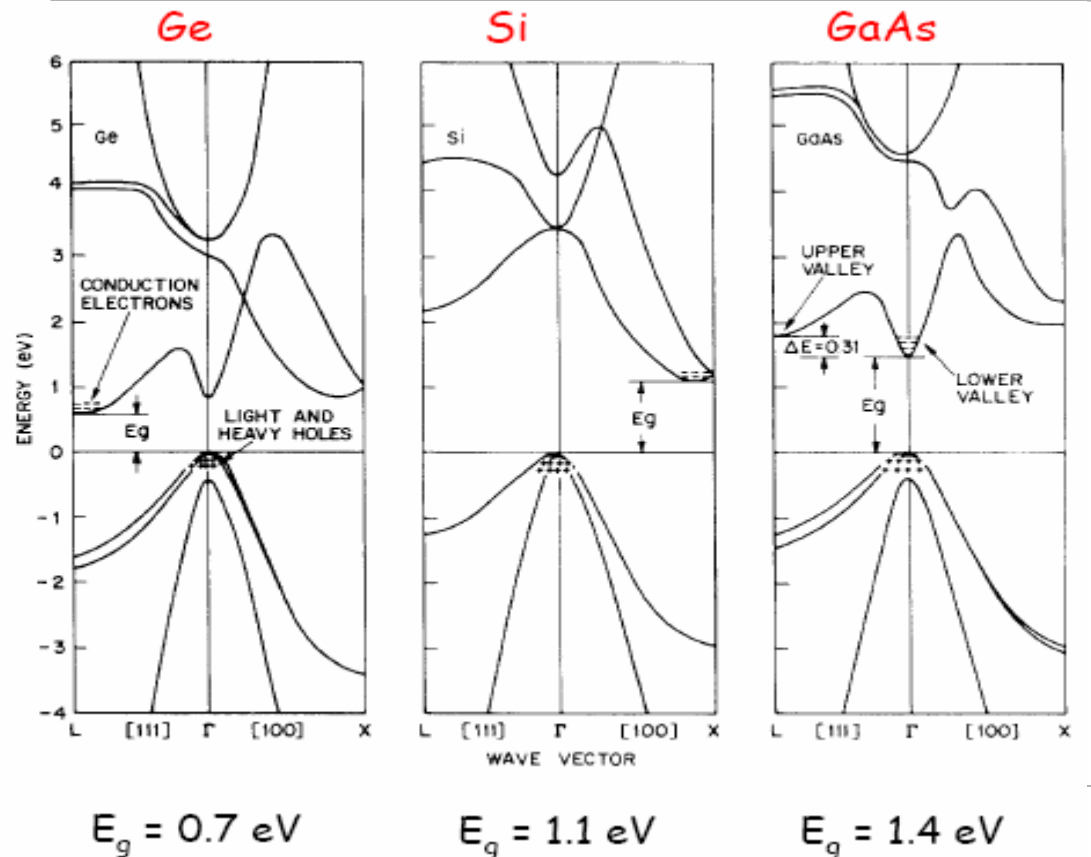 Ge
Si
GaAs
ENERGY (eV)
6
5
4
3
2
1
0
-1
-2
-3
-4
Ge
CONDUCTION
ELECTRONS
Eg
LIGHT AND
HEAVY HOLES
L [111] Γ [100] X
Si
Eg
L [111] Γ [100] X
WAVE VECTOR
GaAs
UPPER
VALLEY
ΔE = 0.31
LOWER
VALLEY
Eg
L [111] Γ [100] X
Eg = 0.7 eV
Eg = 1.1 eV
Eg = 1.4 eV